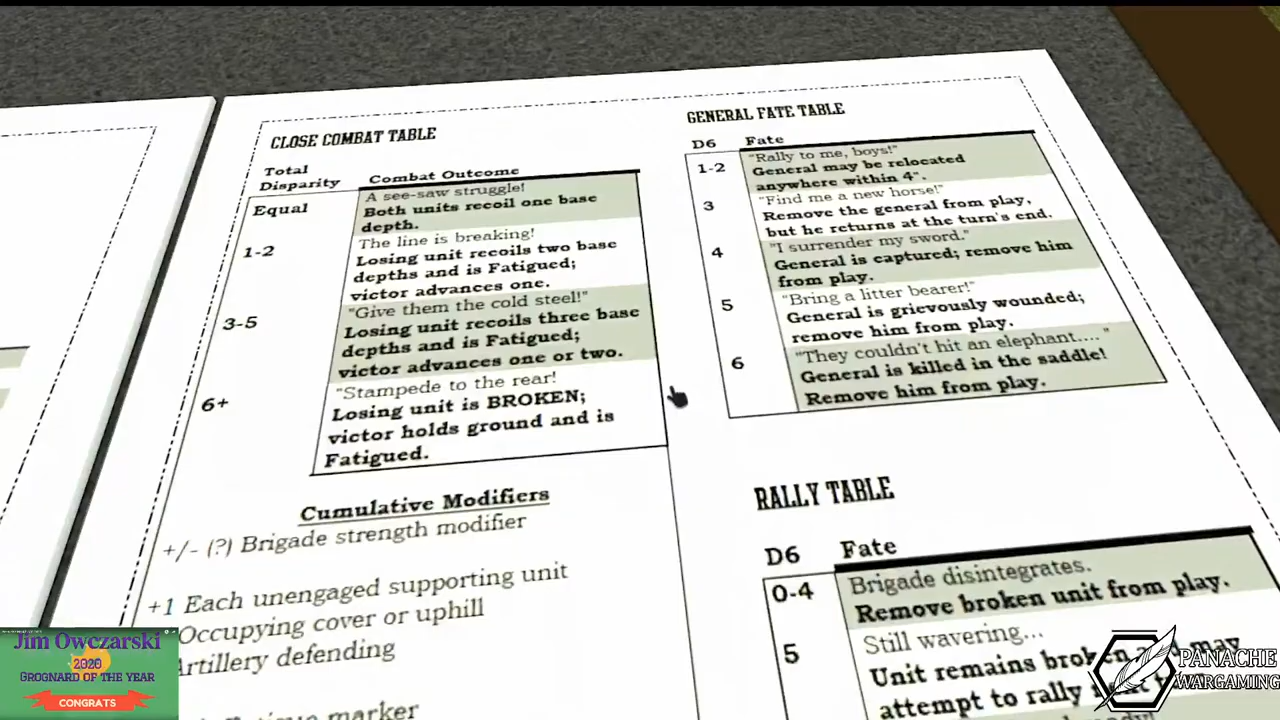 CLOSE COMBAT TABLE
Total
Disparity
Combat Outcome
Equal
A see-saw struggle!
Both units recoil one base
depth.
1-2
The line is breaking!
Losing unit recoils two base
depths and is Fatigued;
victor advances one.
3-5
"Give them the cold steel!"
Losing unit recoils three base
depths and is Fatigued;
victor advances one or two.
6+
"Stampede to the rear!
Losing unit is BROKEN;
victor holds ground and is
Fatigued.
Cumulative Modifiers
+/- (?) Brigade strength modifier
+1 Each unengaged supporting unit
Occupying cover or uphill
Artillery defending
marker
GENERAL FATE TABLE
D6 Fate
1-2
"Rally to me, boys!"
General may be relocated
anywhere within 4".
3
"Find me a new horse!"
Remove the general from play,
but he returns at the turn's end.
4
"I surrender my sword."
General is captured; remove him
from play.
5
"Bring a litter bearer!"
General is grievously wounded;
remove him from play.
6
"They couldn't hit an elephant...."
General is killed in the saddle!
Remove him from play.
RALLY TABLE
D6 Fate
0-4
Brigade disintegrates.
Remove broken unit from play.
5
Still wavering...
Unit remains broken may
attempt to rally
Jim Owczarski
2020
GROGNARD OF THE YEAR
CONGRATS
PANACHE
WARGAMING